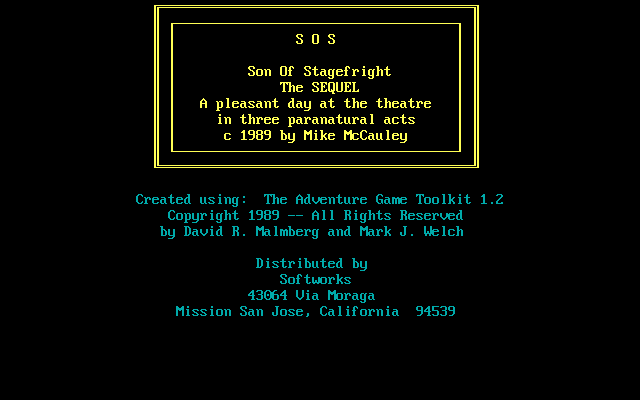 S O S
Son Of Stagefright
The SEQUEL
A pleasant day at the theatre
in three paranatural acts
c 1989 by Mike McCauley
Created using:  The Adventure Game Toolkit 1.2
Copyright 1989 -- All Rights Reserved
by David R. Malmberg and Mark J. Welch
Distributed by
Softworks
43064 Via Moraga
Mission San Jose, California  94539